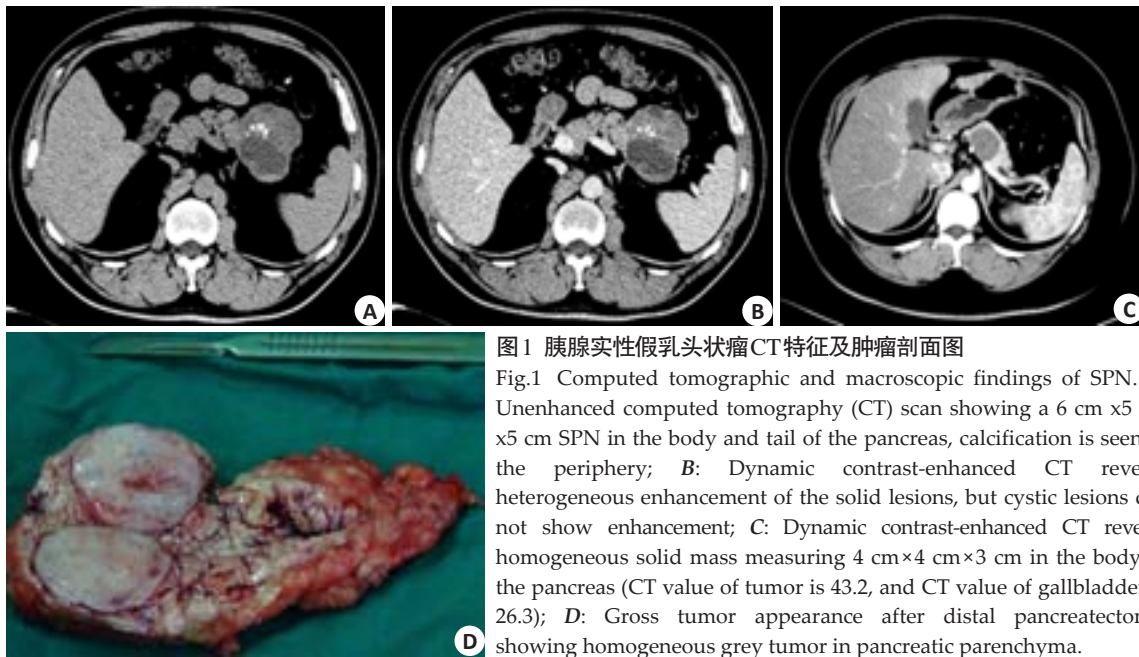 A
B
C
D
图1 胰腺实性假乳头状瘤CT特征及肿瘤剖面图
Fig.1 Computed tomographic and macroscopic findings of SPN.
Unenhanced computed tomography (CT) scan showing a 6 cm x5
x5 cm SPN in the body and tail of the pancreas, calcification is seen
the periphery; B: Dynamic contrast-enhanced CT reve
heterogeneous enhancement of the solid lesions, but cystic lesions
not show enhancement; C: Dynamic contrast-enhanced CT reve
homogeneous solid mass measuring 4 cm×4 cm×3 cm in the body
the pancreas (CT value of tumor is 43.2, and CT value of gallbladde
26.3); D: Gross tumor appearance after distal pancreatecto
showing homogeneous grey tumor in pancreatic parenchyma.